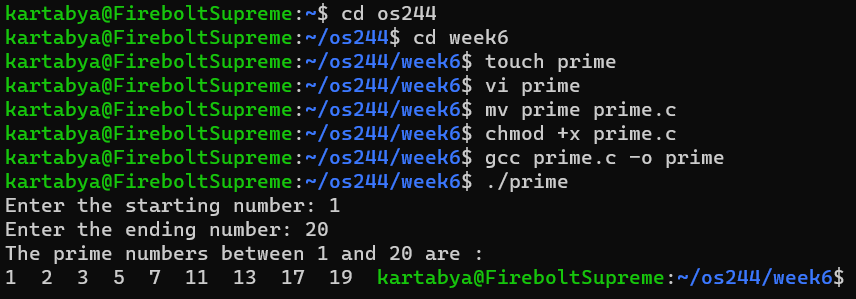 kartabya@FireboltSupreme:~$ cd os244
kartabya@FireboltSupreme:~/os244$ cd week6
kartabya@FireboltSupreme:~/os244/week6$ touch prime
kartabya@FireboltSupreme:~/os244/week6$ vi prime
kartabya@FireboltSupreme:~/os244/week6$ mv prime prime.c
kartabya@FireboltSupreme:~/os244/week6$ chmod +x prime.c
kartabya@FireboltSupreme:~/os244/week6$ gcc prime.c -o prime
kartabya@FireboltSupreme:~/os244/week6$ ./prime
Enter the starting number: 1
Enter the ending number: 20
The prime numbers between 1 and 20 are :
1  2  3  5  7  11  13  17  19  kartabya@FireboltSupreme:~/os244/week6$